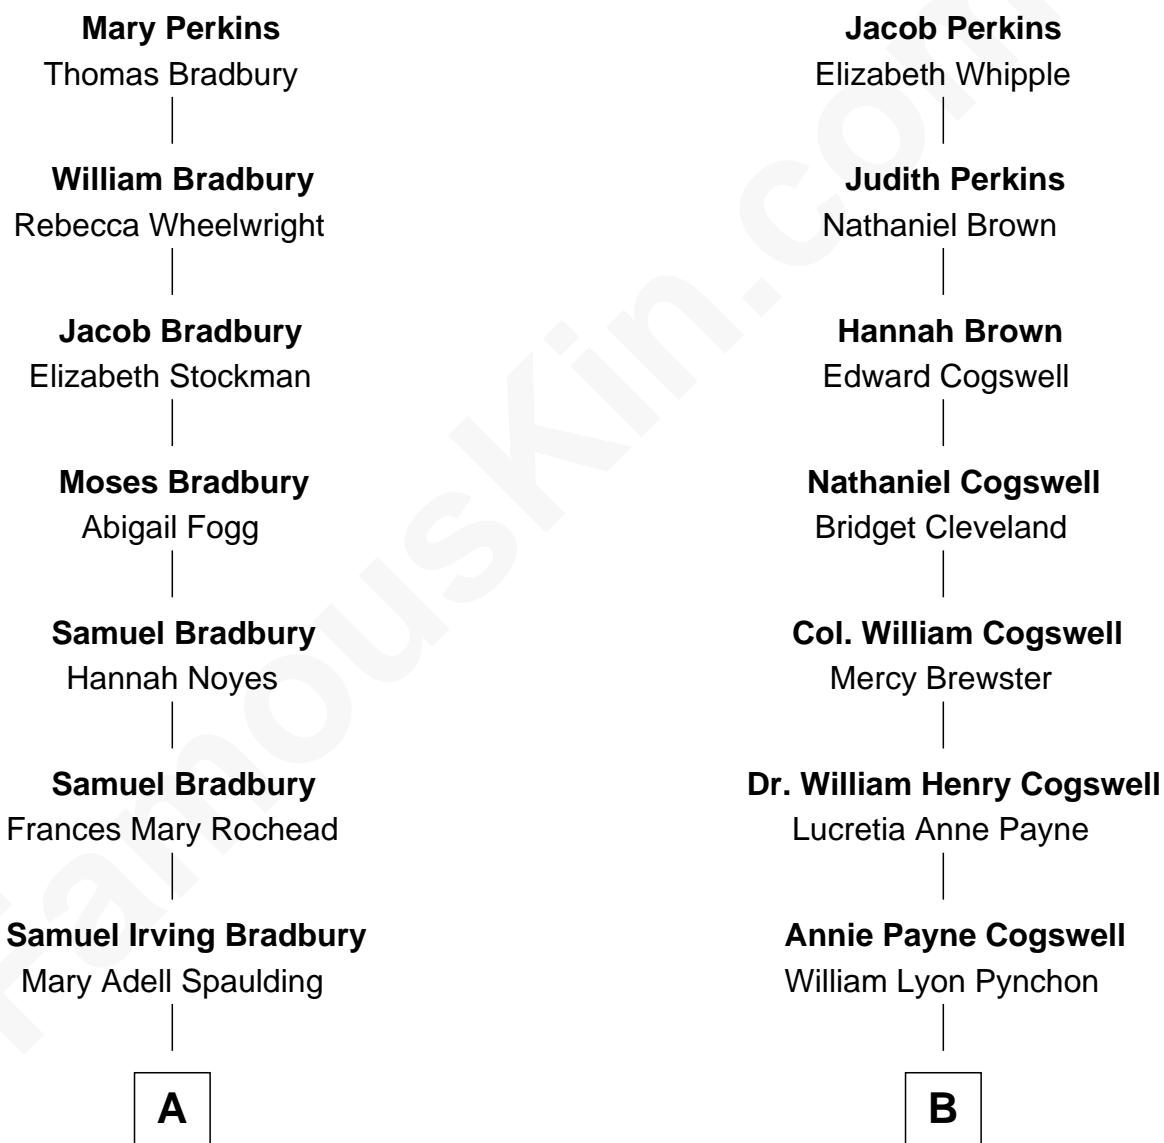 Mary Perkins
Thomas Bradbury
William Bradbury
Rebecca Wheelwright
Jacob Bradbury
Elizabeth Stockman
Moses Bradbury
Abigail Fogg
Samuel Bradbury
Hannah Noyes
Samuel Bradbury
Frances Mary Rochead
Samuel Irving Bradbury
Mary Adell Spaulding
A
Jacob Perkins
Elizabeth Whipple
Judith Perkins
Nathaniel Brown
Hannah Brown
Edward Cogswell
Nathaniel Cogswell
Bridget Cleveland
Col. William Cogswell
Mercy Brewster
Dr. William Henry Cogswell
Lucretia Anne Payne
Annie Payne Cogswell
William Lyon Pynchon
B
FamousKin.com